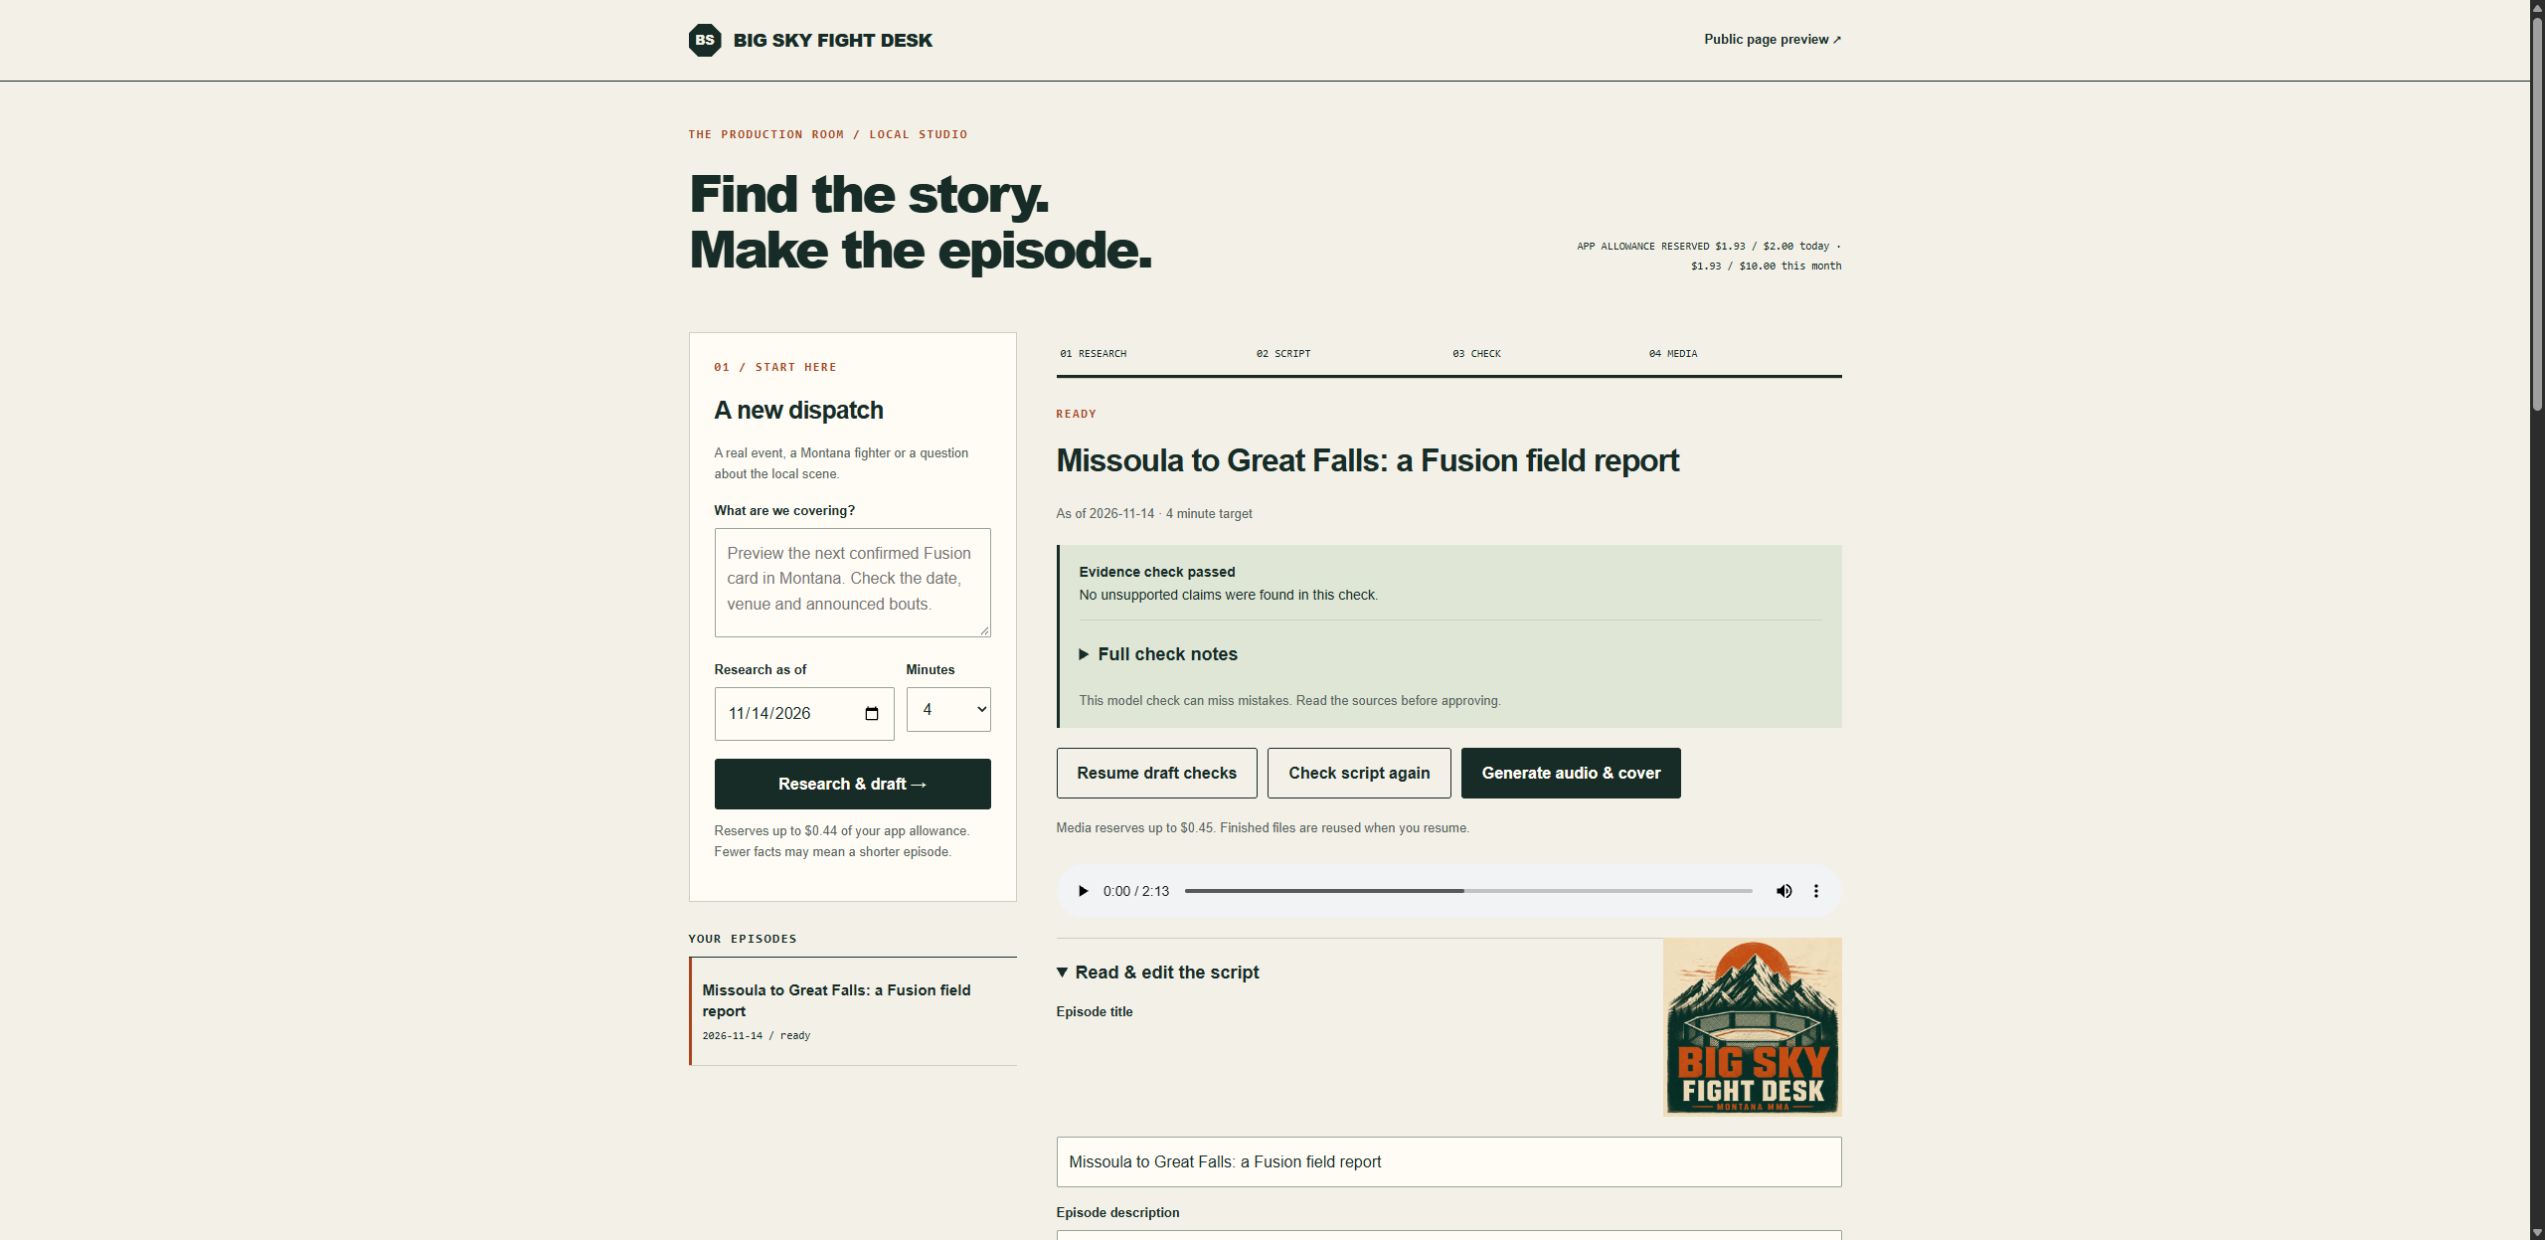 BS BIG SKY FIGHT DESK
Public page preview ↗
THE PRODUCTION ROOM / LOCAL STUDIO
Find the story.
Make the episode.
APP ALLOWANCE RESERVED $1.93 / $2.00 today ·
$1.93 / $10.00 this month
01 / START HERE
A new dispatch
A real event, a Montana fighter or a question
about the local scene.
What are we covering?
Preview the next confirmed Fusion
card in Montana. Check the date,
venue and announced bouts.
Research as of
Minutes
11/14/2026
4
Research & draft →
Reserves up to $0.44 of your app allowance.
Fewer facts may mean a shorter episode.
YOUR EPISODES
Missoula to Great Falls: a Fusion field
report
2026-11-14 / ready
01 RESEARCH
02 SCRIPT
03 CHECK
04 MEDIA
READY
Missoula to Great Falls: a Fusion field report
As of 2026-11-14 · 4 minute target
Evidence check passed
No unsupported claims were found in this check.
Full check notes
This model check can miss mistakes. Read the sources before approving.
Resume draft checks
Check script again
Generate audio & cover
Media reserves up to $0.45. Finished files are reused when you resume.
0:00 / 2:13
Read & edit the script
Episode title
BIG SKY
FIGHT DESK
MONTANA MMA
Missoula to Great Falls: a Fusion field report
Episode description